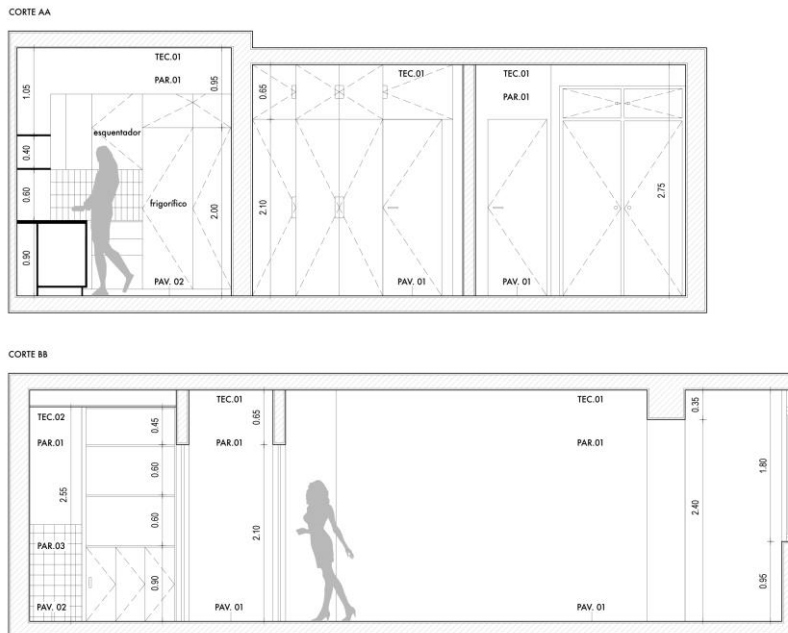 CORTE AA
TEC.01
PAR.01
0.95
1.05
esquentador
0.40
0.60
frigorífico
2.00
0.90
PAV. 02
0.65
TEC.01
2.10
PAV. 01
TEC.01
PAR.01
2.75
PAV. 01
CORTE BB
TEC.02
PAR.01
0.45
0.60
2.55
0.60
PAR.03
0.90
PAV. 02
TEC.01
0.65
PAR.01
2.10
PAV. 01
TEC.01
PAR.01
PAV. 01
0.35
1.80
2.40
0.95